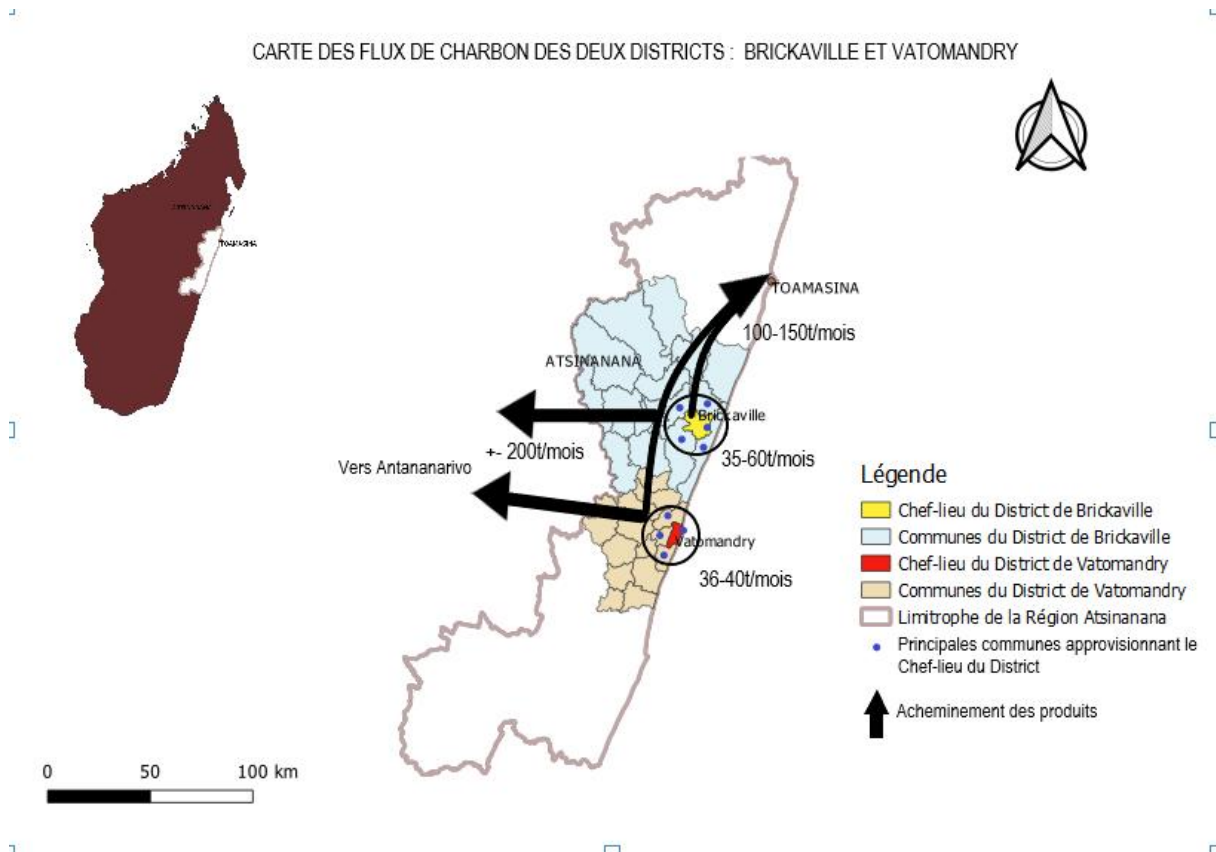 CARTE DES FLUX DE CHARBON DES DEUX DISTRICTS : BRICKAVILLE ET VATOMANDRY
TOAMASINA
TOAMASINA
100-150t/mois
ATSINANANA
Brickaville
+- 200t/mois
35-60t/mois
Vers Antananarivo
Vatomandry
36-40t/mois
Légende
Chef-lieu du District de Brickaville
Communes du District de Brickaville
Chef-lieu du District de Vatomandry
Communes du District de Vatomandry
Limitrophe de la Région Atsinanana
Principales communes approvisionnant le
Chef-lieu du District
Acheminement des produits
0 50 100 km